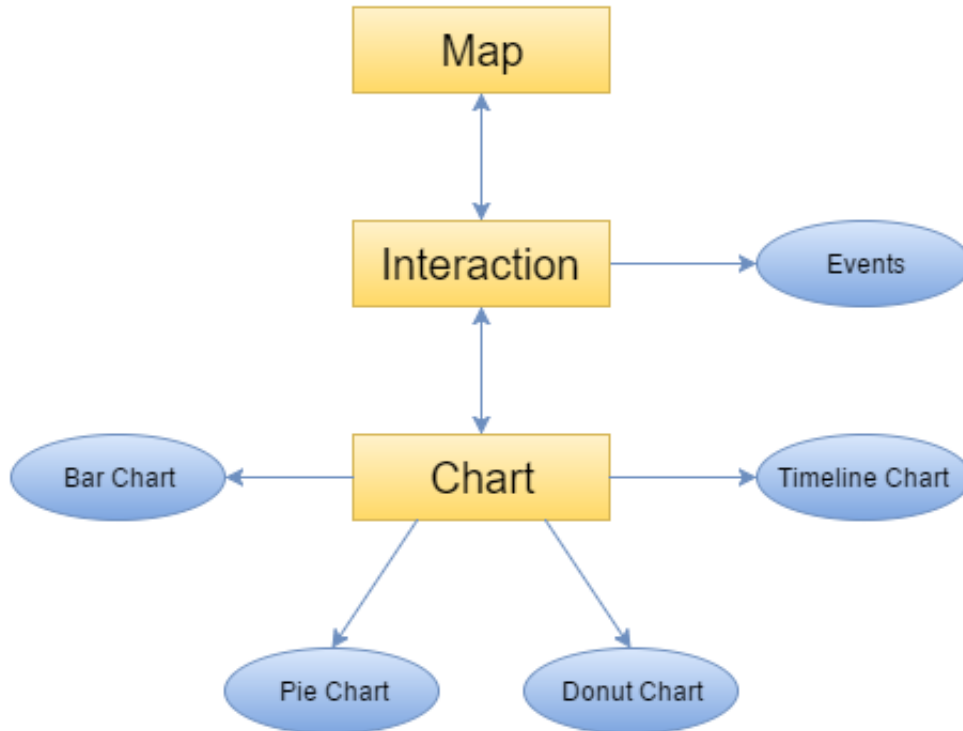 Map
Interaction
Events
Chart
Bar Chart
Timeline Chart
Pie Chart
Donut Chart